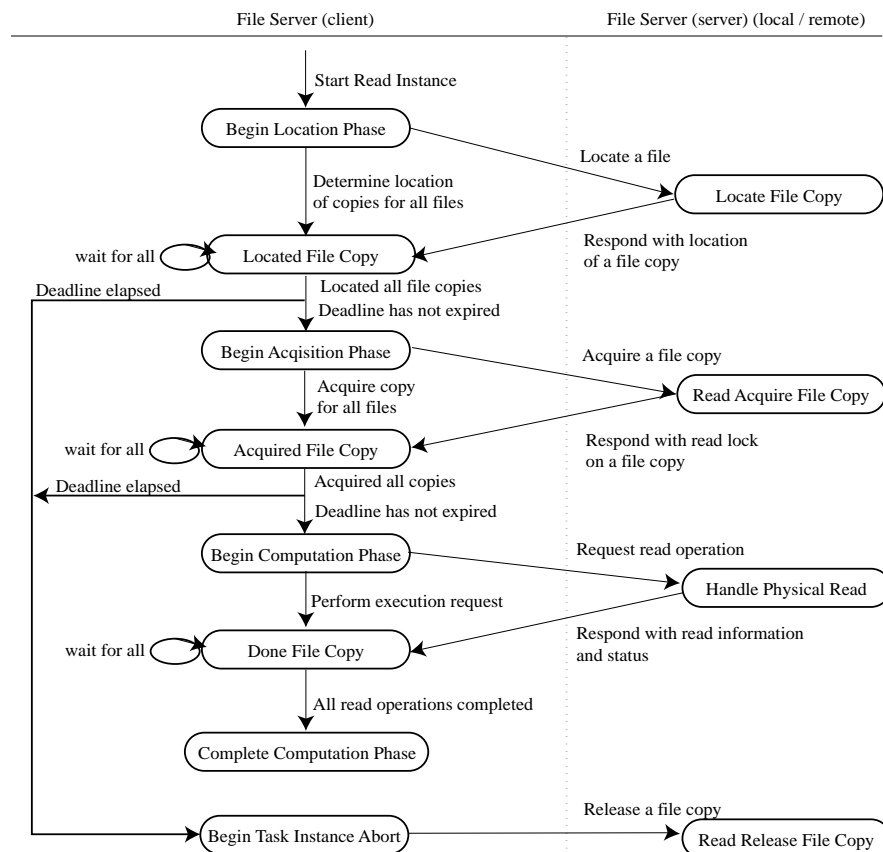 File Server (client)
File Server (server) (local / remote)
Start Read Instance
Begin Location Phase
Locate a file
Determine location
of copies for all files
Locate File Copy
wait for all
Located File Copy
Respond with location
of a file copy
Deadline elapsed
Located all file copies
Deadline has not expired
Begin Acqisition Phase
Acquire a file copy
Acquire copy
for all files
Read Acquire File Copy
wait for all
Acquired File Copy
Respond with read lock
on a file copy
Deadline elapsed
Acquired all copies
Deadline has not expired
Begin Computation Phase
Request read operation
Handle Physical Read
Perform execution request
wait for all
Done File Copy
Respond with read information
and status
All read operations completed
Complete Computation Phase
Release a file copy
Begin Task Instance Abort
Read Release File Copy